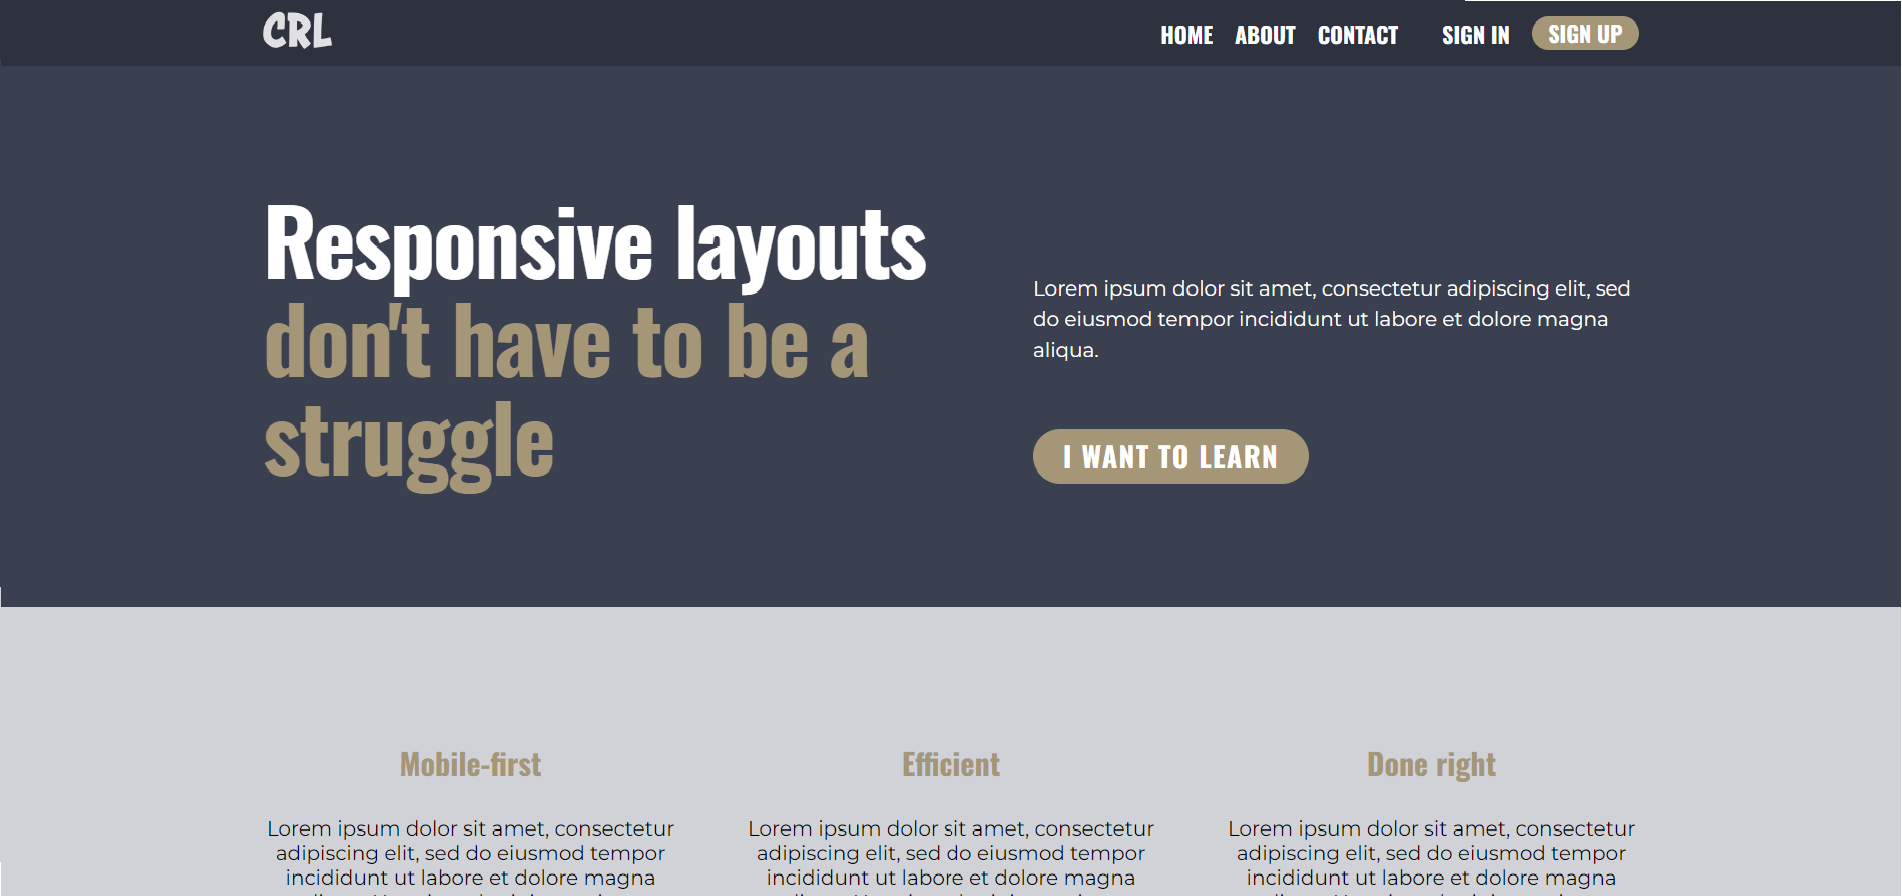 CRL
HOME ABOUT CONTACT SIGN IN SIGN UP
Responsive layouts
don't have to be a
struggle
Lorem ipsum dolor sit amet, consectetur adipiscing elit, sed
do eiusmod tempor incididunt ut labore et dolore magna
aliqua.
I WANT TO LEARN
Mobile-first
Lorem ipsum dolor sit amet, consectetur
adipiscing elit, sed do eiusmod tempor
incididunt ut labore et dolore magna
Efficient
Lorem ipsum dolor sit amet, consectetur
adipiscing elit, sed do eiusmod tempor
incididunt ut labore et dolore magna
Done right
Lorem ipsum dolor sit amet, consectetur
adipiscing elit, sed do eiusmod tempor
incididunt ut labore et dolore magna